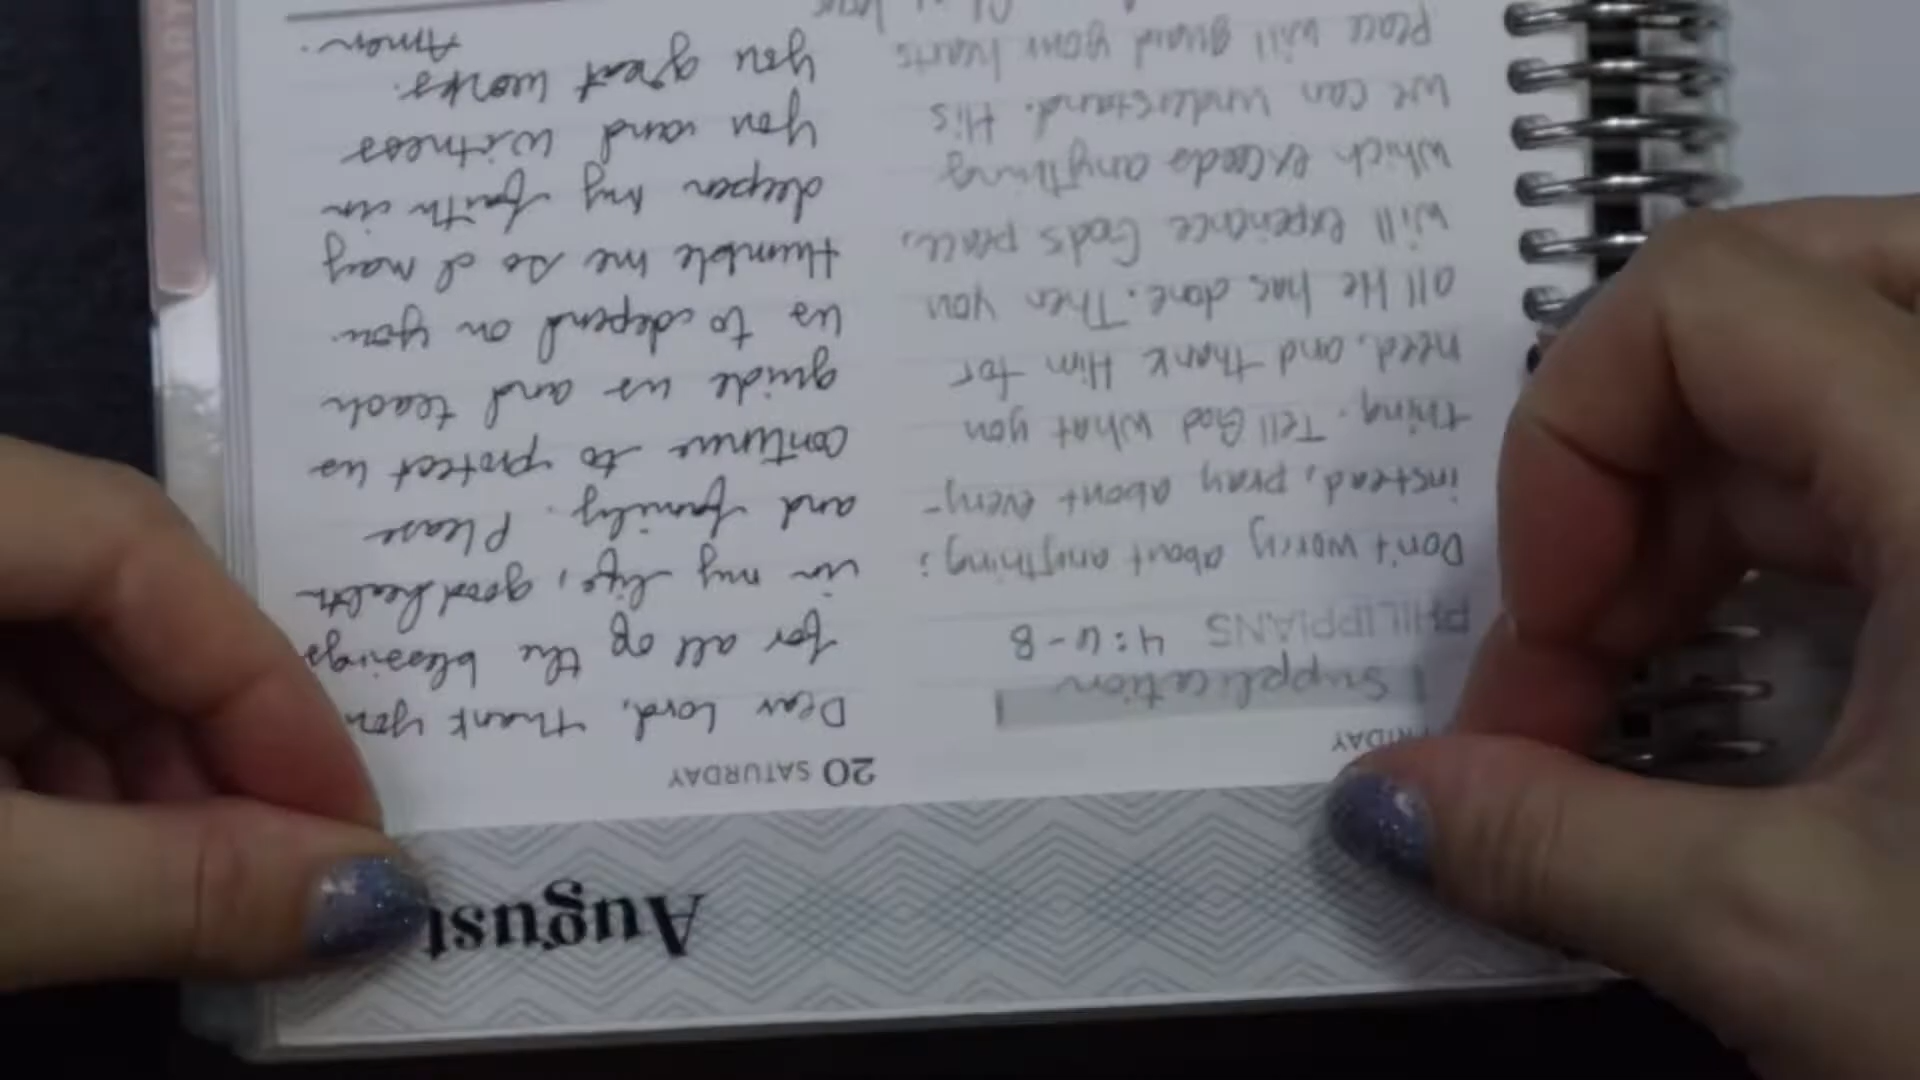 August
FRIDAY
Supplication
PHILIPPIANS 4:6-8
Don't worry about anything;
instead, pray about every-
thing. Tell God what you
need, and thank Him for
all He has done. Then you
will experience God's peace,
which exceeds anything
we can understand. His
peace will guard your hearts
20 SATURDAY
Dear Lord, thank you
for all of the blessings
in my life, good health
and family. Please
continue to protect us
guide us and teach
us to depend on you.
Humble me so I may
deepen my faith in
you and witness
you great works.
Amen.
JANUARY